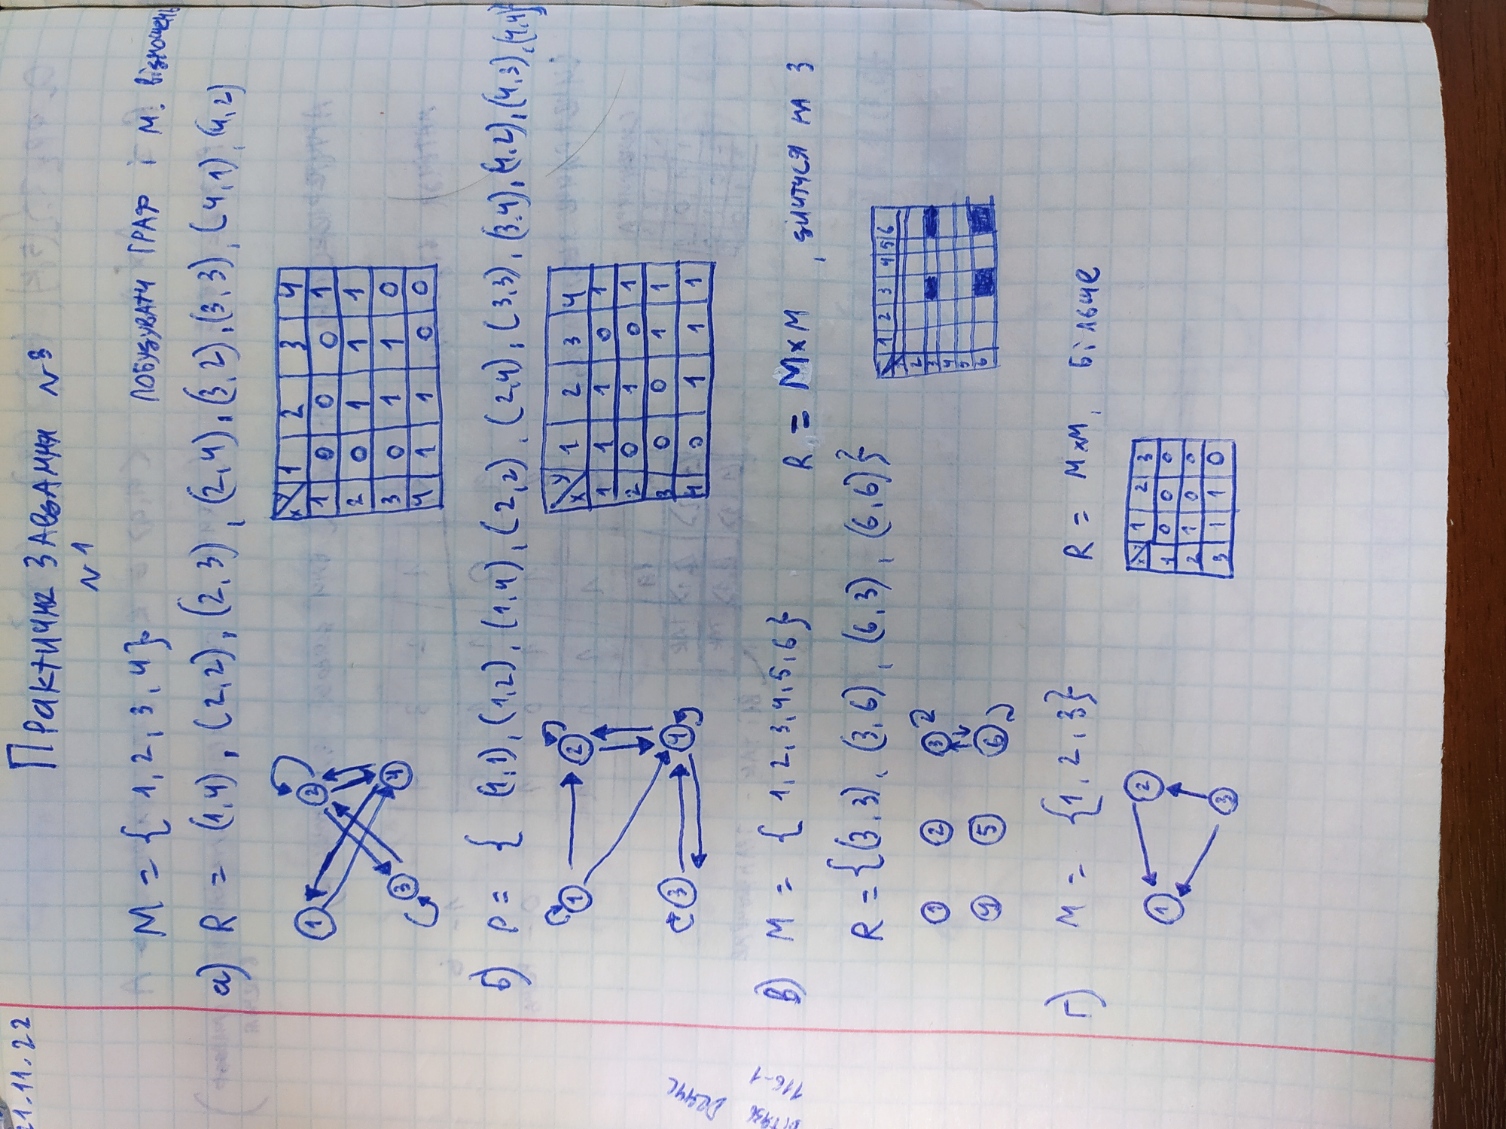 21.11.22
Практичне завдання №3
№1
M = { 1, 2, 3, 4 } побудувати граф і м. відношень
а) R = (1,4), (2,2), (2,3), (2,4), (3,2), (3,3), (4,1), (4,2)
1 2 3 4
x y 1 2 3 4
1 0 0 0 1
2 0 1 1 1
3 0 1 1 0
4 1 1 0 0
б) P = { (1,1), (1,2), (1,4), (2,2), (2,4), (3,3), (3,4), (4,2), (4,3), (4,4) }
1 2 3 4
x y 1 2 3 4
1 1 1 0 1
2 0 1 0 1
3 0 0 1 1
4 0 1 1 1
116-1
в) M = { 1, 2, 3, 4, 5, 6 } R = M×M, ділиться на 3
R = { (3,3), (3,6), (6,3), (6,6) }
1 2 3
4 5 6
x 1 2 3 4 5 6
2
3
4
5
6
г) M = { 1, 2, 3 } R = M×M, більше
1 2
3
1 2 3
1 0 0 0
2 1 0 0
3 1 1 0